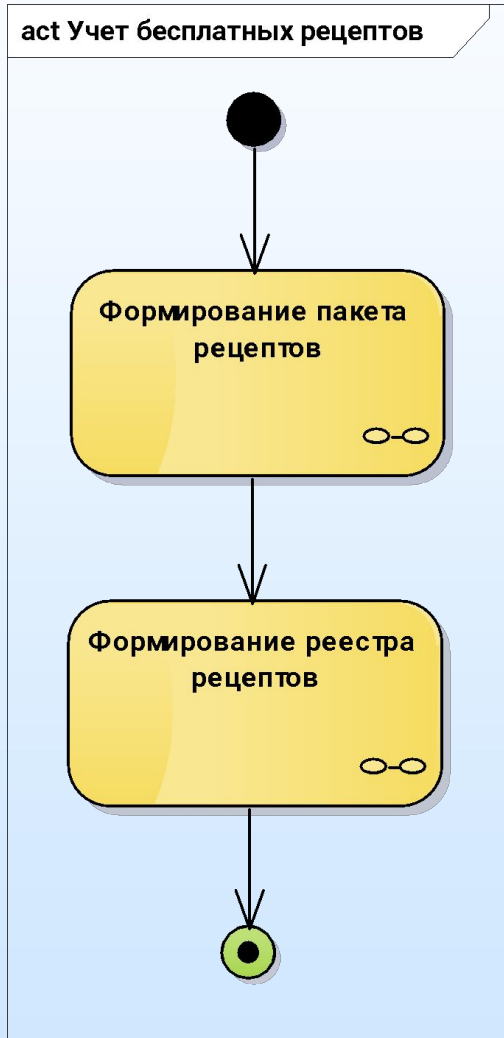 act Учет бесплатных рецептов
Формирование пакета
рецептов
Формирование реестра
рецептов